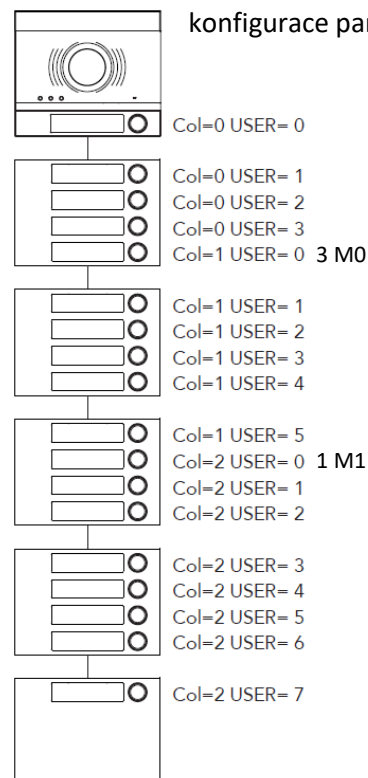 konfigurace par
Col=0 USER= 0
Col=0 USER= 1
Col=0 USER= 2
Col=0 USER= 3
Col=1 USER= 0 3 M0
Col=1 USER= 1
Col=1 USER= 2
Col=1 USER= 3
Col=1 USER= 4
Col=1 USER= 5
Col=2 USER= 0 1 M1
Col=2 USER= 1
Col=2 USER= 2
Col=2 USER= 3
Col=2 USER= 4
Col=2 USER= 5
Col=2 USER= 6
Col=2 USER= 7